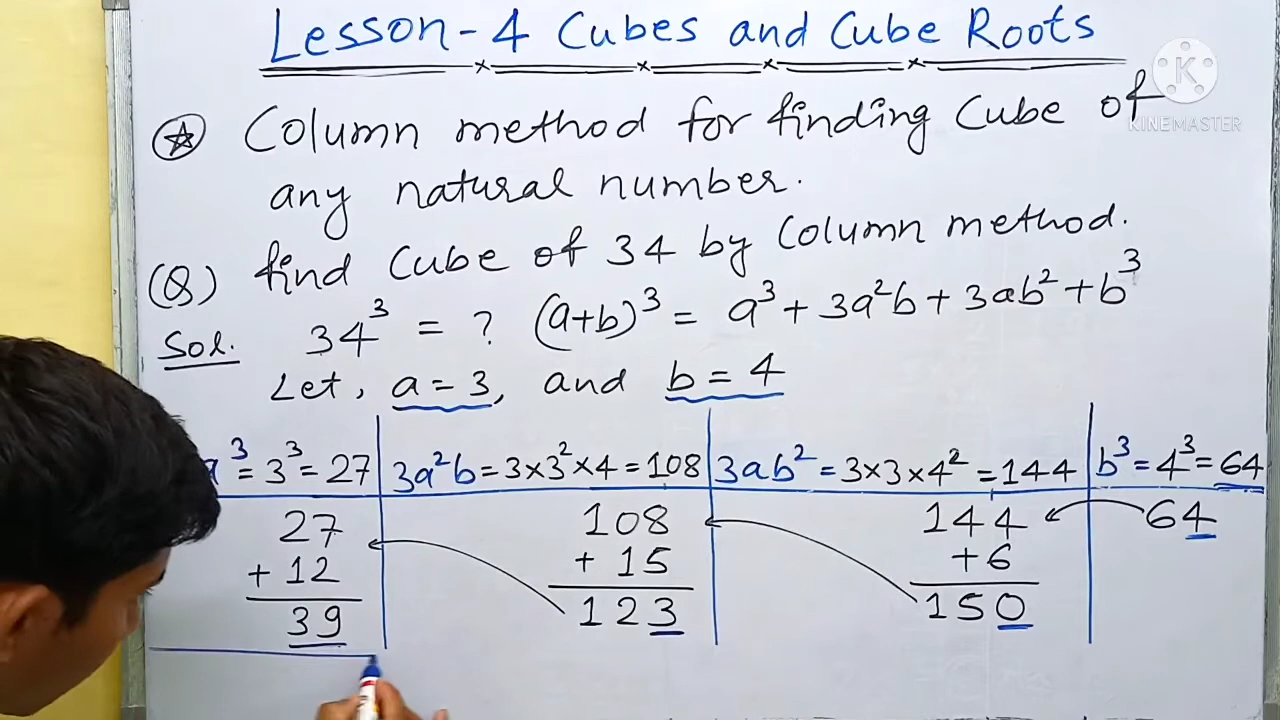 Lesson-4 Cubes and Cube Roots
K
KINEMASTER
Column method for finding Cube of
any natural number.
(Q) find Cube of 34 by Column method.
Sol. 34³ = ? (a+b)³ = a³ + 3a²b + 3ab² + b³
Let, a = 3, and b = 4
a³ = 3³ = 27 | 3a²b = 3×3²×4 = 108 | 3ab² = 3×3×4² = 144 | b³ = 4³ = 64
27 108 144 64
+ 12 + 15 + 6
39 123 150